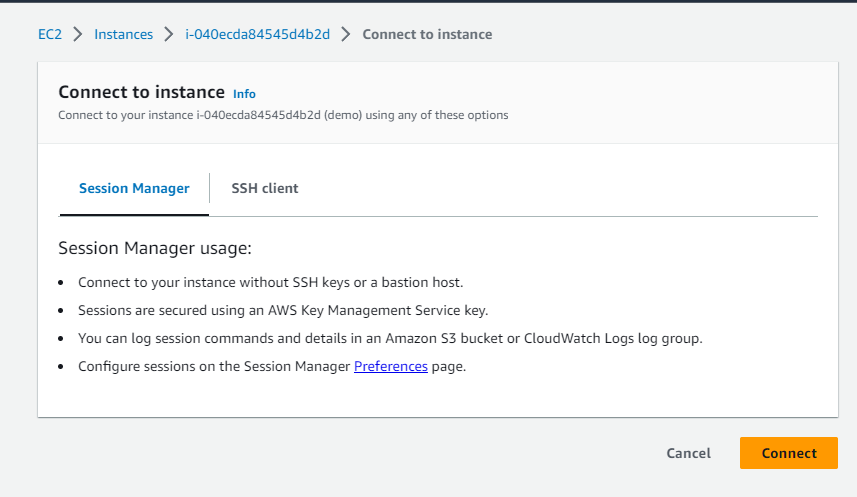 EC2 > Instances > i-040ecda84545d4b2d > Connect to instance
Connect to instance Info
Connect to your instance i-040ecda84545d4b2d (demo) using any of these options
Session Manager
SSH client
Session Manager usage:
• Connect to your instance without SSH keys or a bastion host.
• Sessions are secured using an AWS Key Management Service key.
• You can log session commands and details in an Amazon S3 bucket or CloudWatch Logs log group.
• Configure sessions on the Session Manager Preferences page.
Cancel
Connect